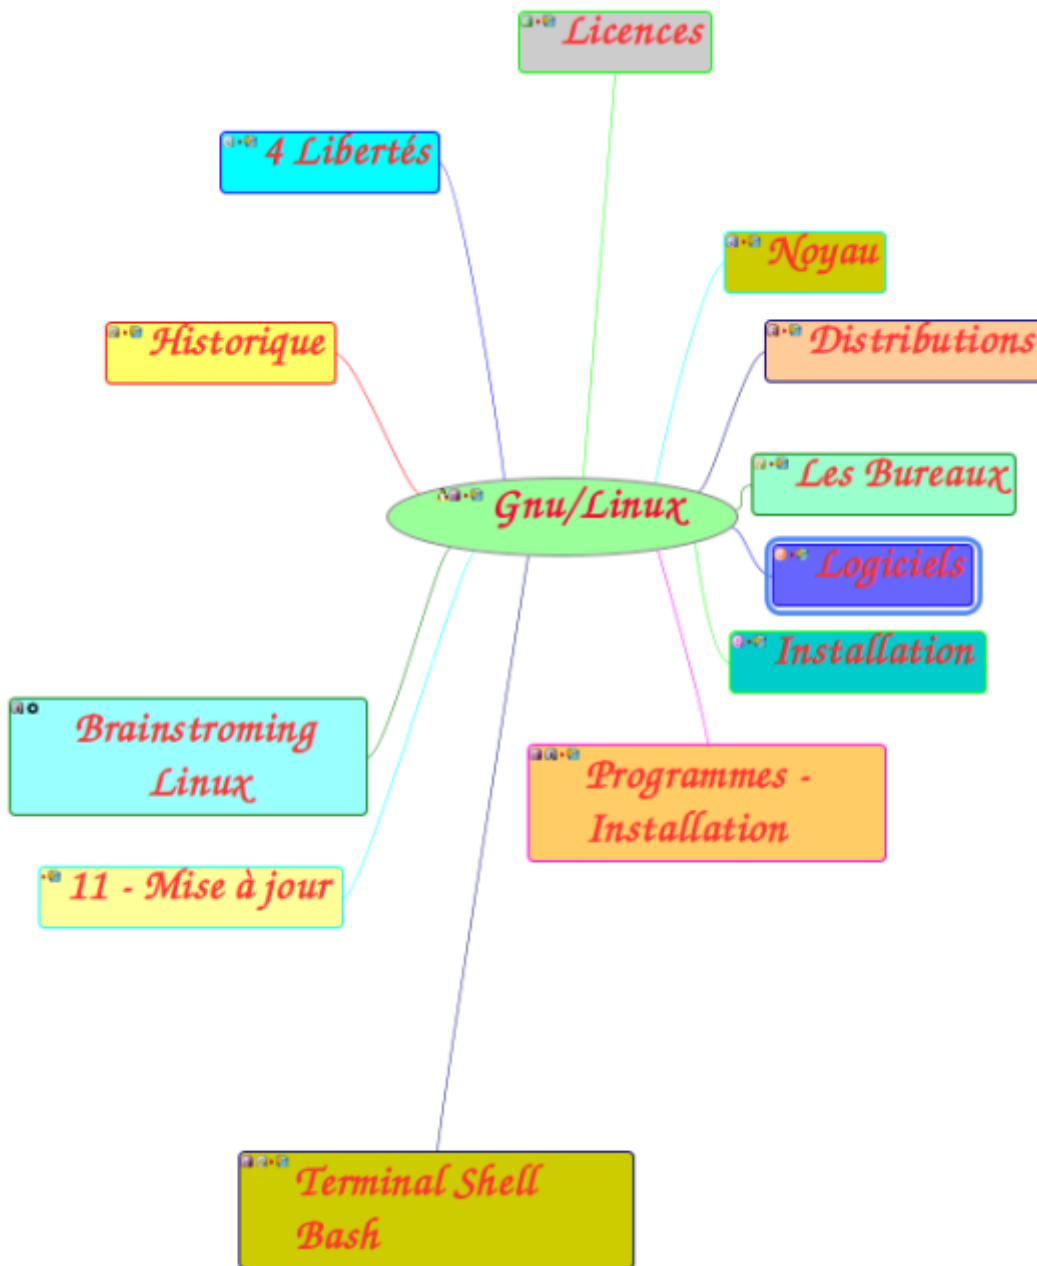 Licences
4 Libertés
Noyau
Historique
Distributions
Les Bureaux
Gnu/Linux
Logiciels
Installation
Brainstroming
Linux
Programmes -
Installation
11 - Mise à jour
Terminal Shell
Bash